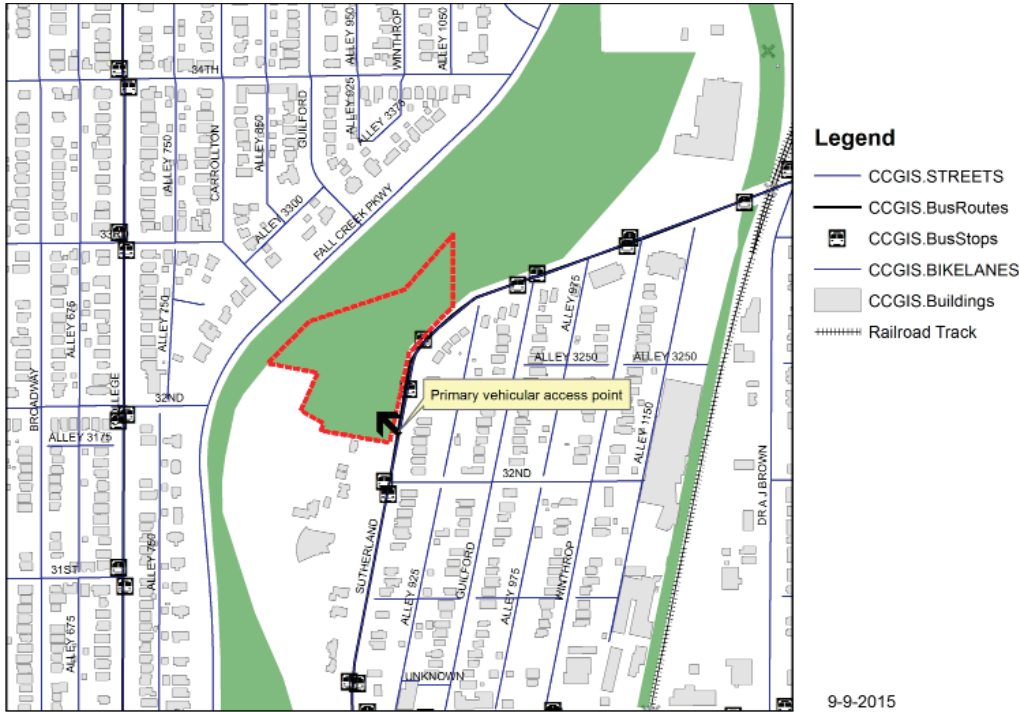 ALLEY 950
WINTHROP
ALLEY 1050
34TH
ALLEY 925
ALLEY 3375
GUILFORD
ALLEY 850
CARROLLTON
ALLEY 750
ALLEY 3300
FALL CREEK PKWY
33RD
ALLEY 675
ALLEY 750
ALLEY 975
ALLEY 3250
ALLEY 3250
BROADWAY
COLLEGE
32ND
Primary vehicular access point
ALLEY 3175
ALLEY 1150
32ND
DR A J BROWN
31ST
ALLEY 750
SUTHERLAND
ALLEY 925
GUILFORD
ALLEY 975
WINTHROP
ALLEY 675
UNKNOWN
Legend
CCGIS.STREETS
CCGIS.BusRoutes
CCGIS.BusStops
CCGIS.BIKELANES
CCGIS.Buildings
Railroad Track
9-9-2015